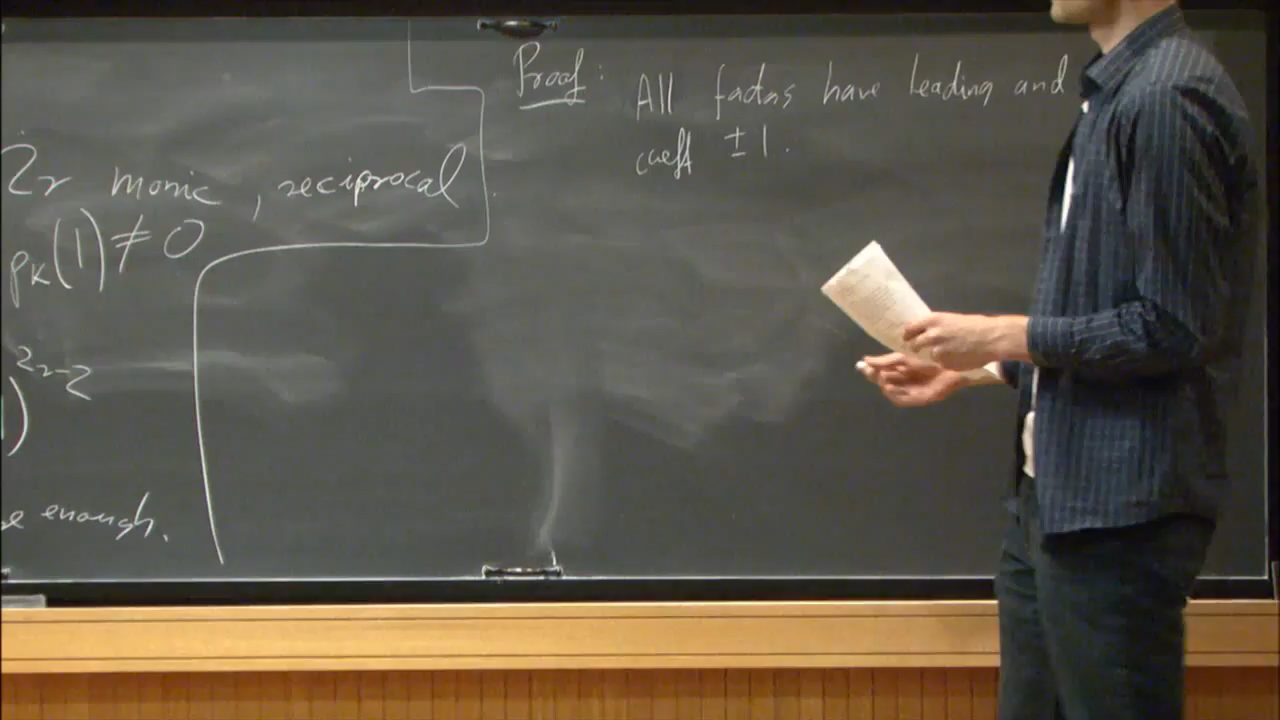 2r monic, reciprocal.
pₖ(1) ≠ 0
)²ʳ⁻²
enough.
Proof: All factors have leading and
coeff ±1.